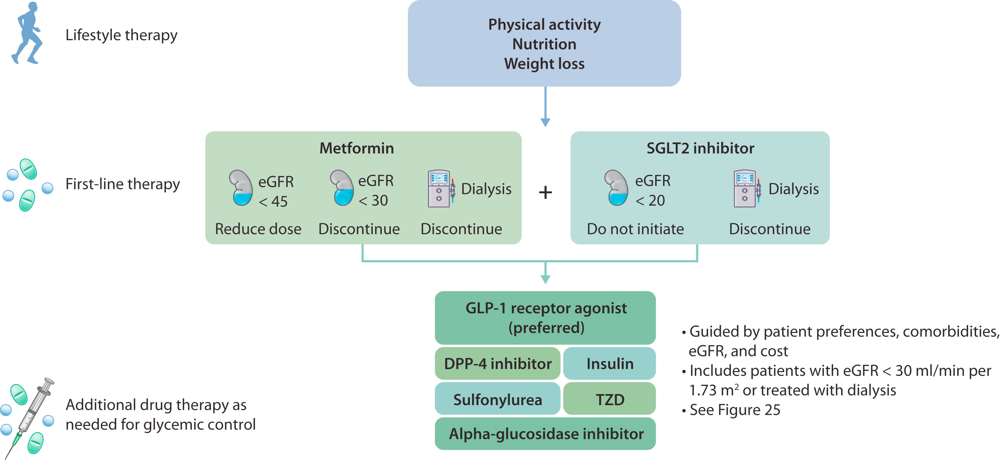 Lifestyle therapy
Physical activity
Nutrition
Weight loss
First-line therapy
Metformin
eGFR
< 45
Reduce dose
eGFR
< 30
Discontinue
Dialysis
Discontinue
+
SGLT2 inhibitor
eGFR
< 20
Do not initiate
Dialysis
Discontinue
Additional drug therapy as
needed for glycemic control
GLP-1 receptor agonist
(preferred)
DPP-4 inhibitor
Insulin
Sulfonylurea
TZD
Alpha-glucosidase inhibitor
• Guided by patient preferences, comorbidities,
eGFR, and cost
• Includes patients with eGFR < 30 ml/min per
1.73 m² or treated with dialysis
• See Figure 25